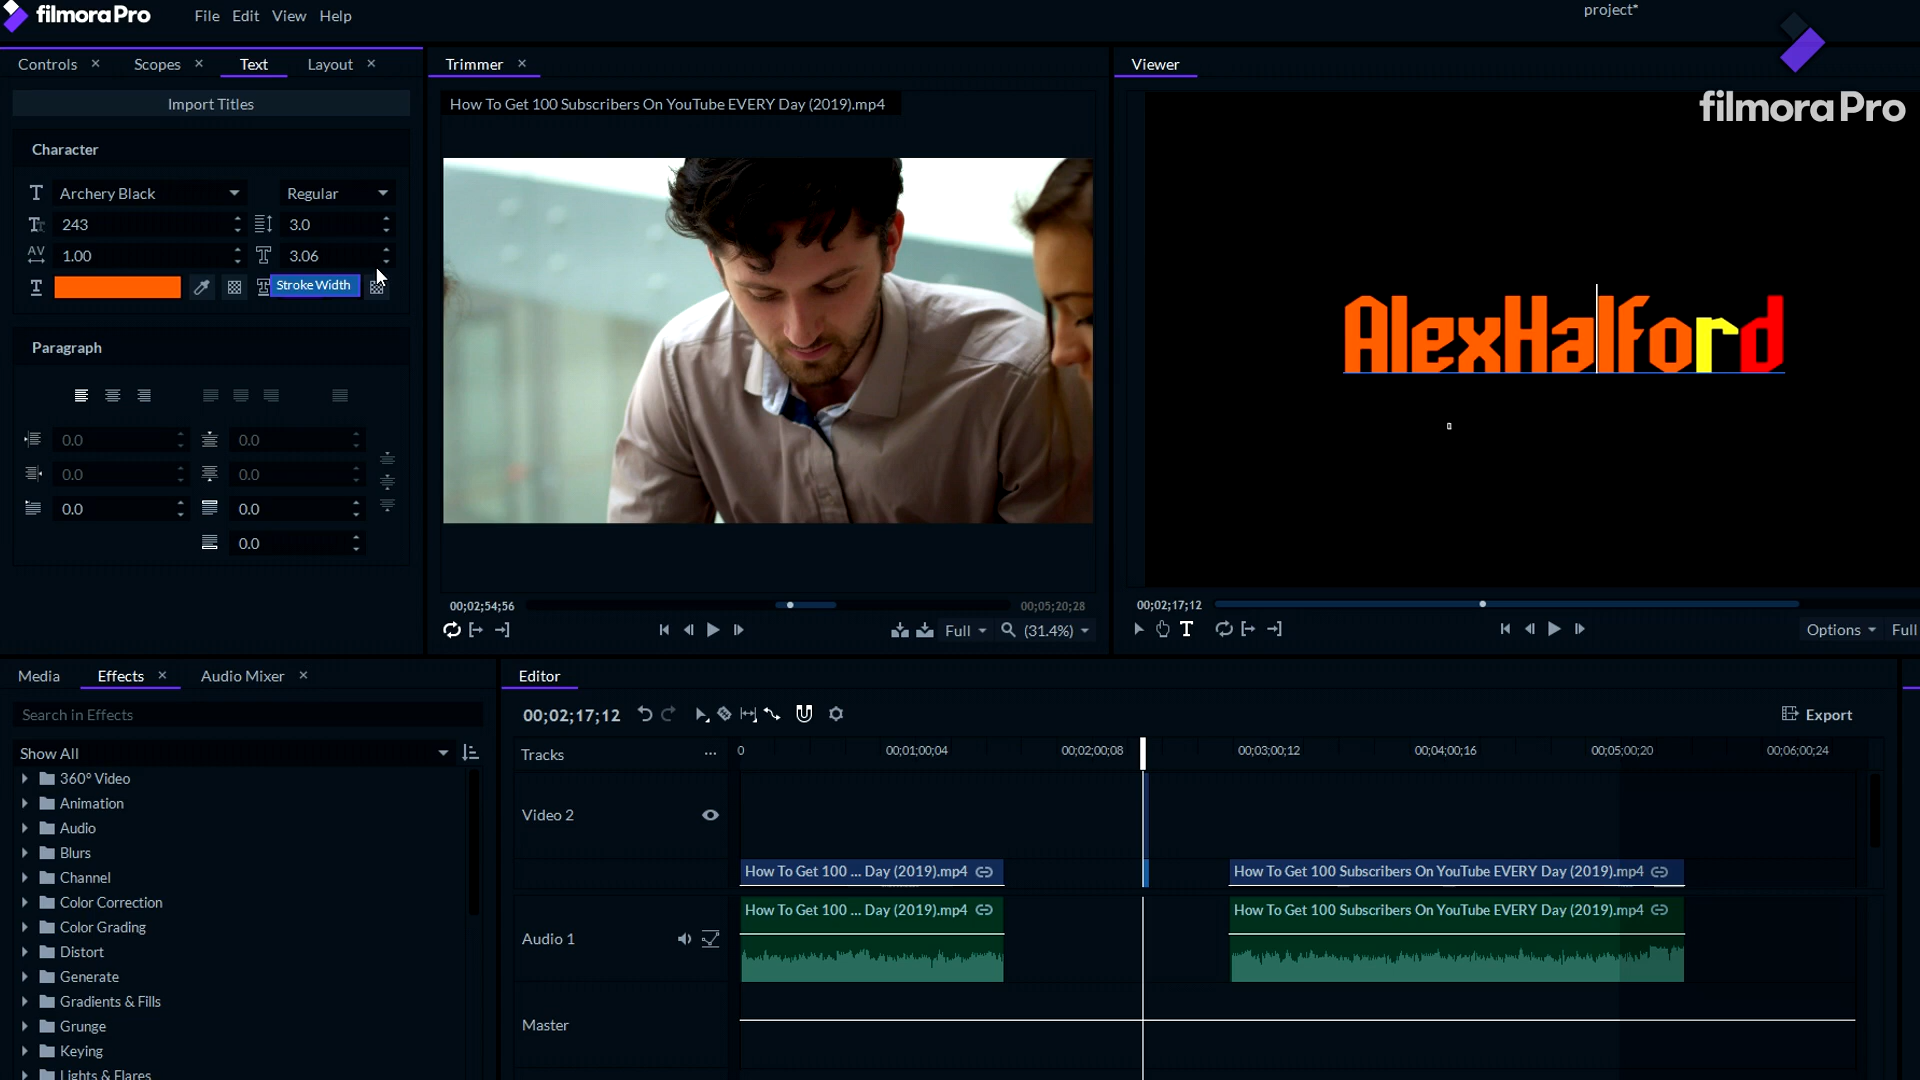 filmoraPro
File Edit View Help
project*
Controls Scopes Text Layout
Import Titles
Character
Archery Black Regular
243 3.0
AV 1.00 3.06
Stroke Width
Paragraph
0.0 0.0
0.0 0.0
0.0 0.0
0.0
Trimmer
How To Get 100 Subscribers On YouTube EVERY Day (2019).mp4
00;02;54;56 00;05;20;28
Full (31.4%)
Viewer
filmoraPro
AlexHalford
00;02;17;12
Options Full
Media Effects Audio Mixer
Search in Effects
Show All
360° Video
Animation
Audio
Blurs
Channel
Color Correction
Color Grading
Distort
Generate
Gradients & Fills
Grunge
Keying
Lights & Flares
Editor
00;02;17;12 Export
Tracks ... 0 00;01;00;04 00;02;00;08 00;03;00;12 00;04;00;16 00;05;00;20 00;06;00;24
Video 2
How To Get 100 ... Day (2019).mp4 How To Get 100 Subscribers On YouTube EVERY Day (2019).mp4
How To Get 100 ... Day (2019).mp4 How To Get 100 Subscribers On YouTube EVERY Day (2019).mp4
Audio 1
Master